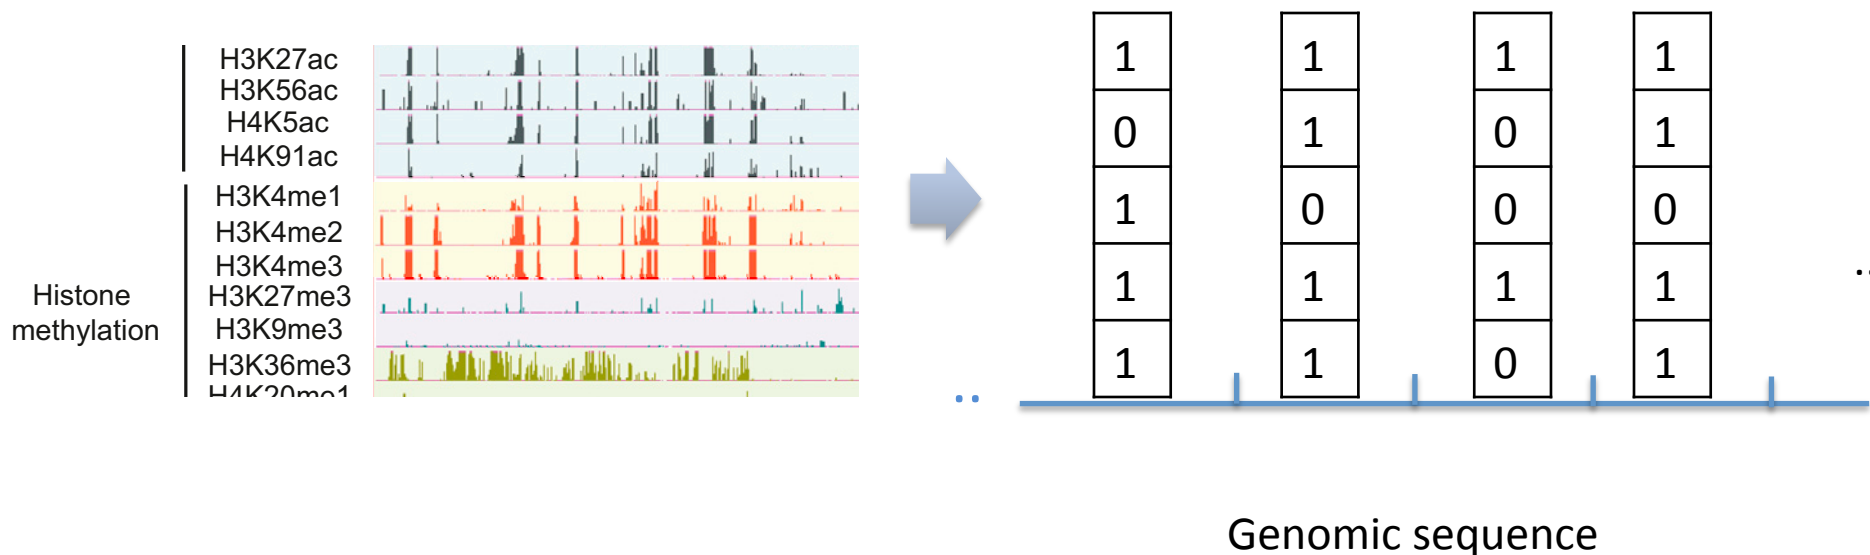 H3K27ac
H3K56ac
H4K5ac
H4K91ac
H3K4me1
H3K4me2
H3K4me3
H3K27me3
H3K9me3
H3K36me3
H4K20me1
Histone
methylation
1 1 1 1
0 1 0 1
1 0 0 0
1 1 1 1
1 1 0 1
..
..
Genomic sequence